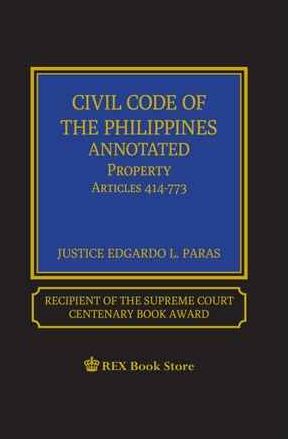 CIVIL CODE OF
THE PHILIPPINES
ANNOTATED
PROPERTY
ARTICLES 414-773
JUSTICE EDGARDO L. PARAS
RECIPIENT OF THE SUPREME COURT
CENTENARY BOOK AWARD
REX Book Store